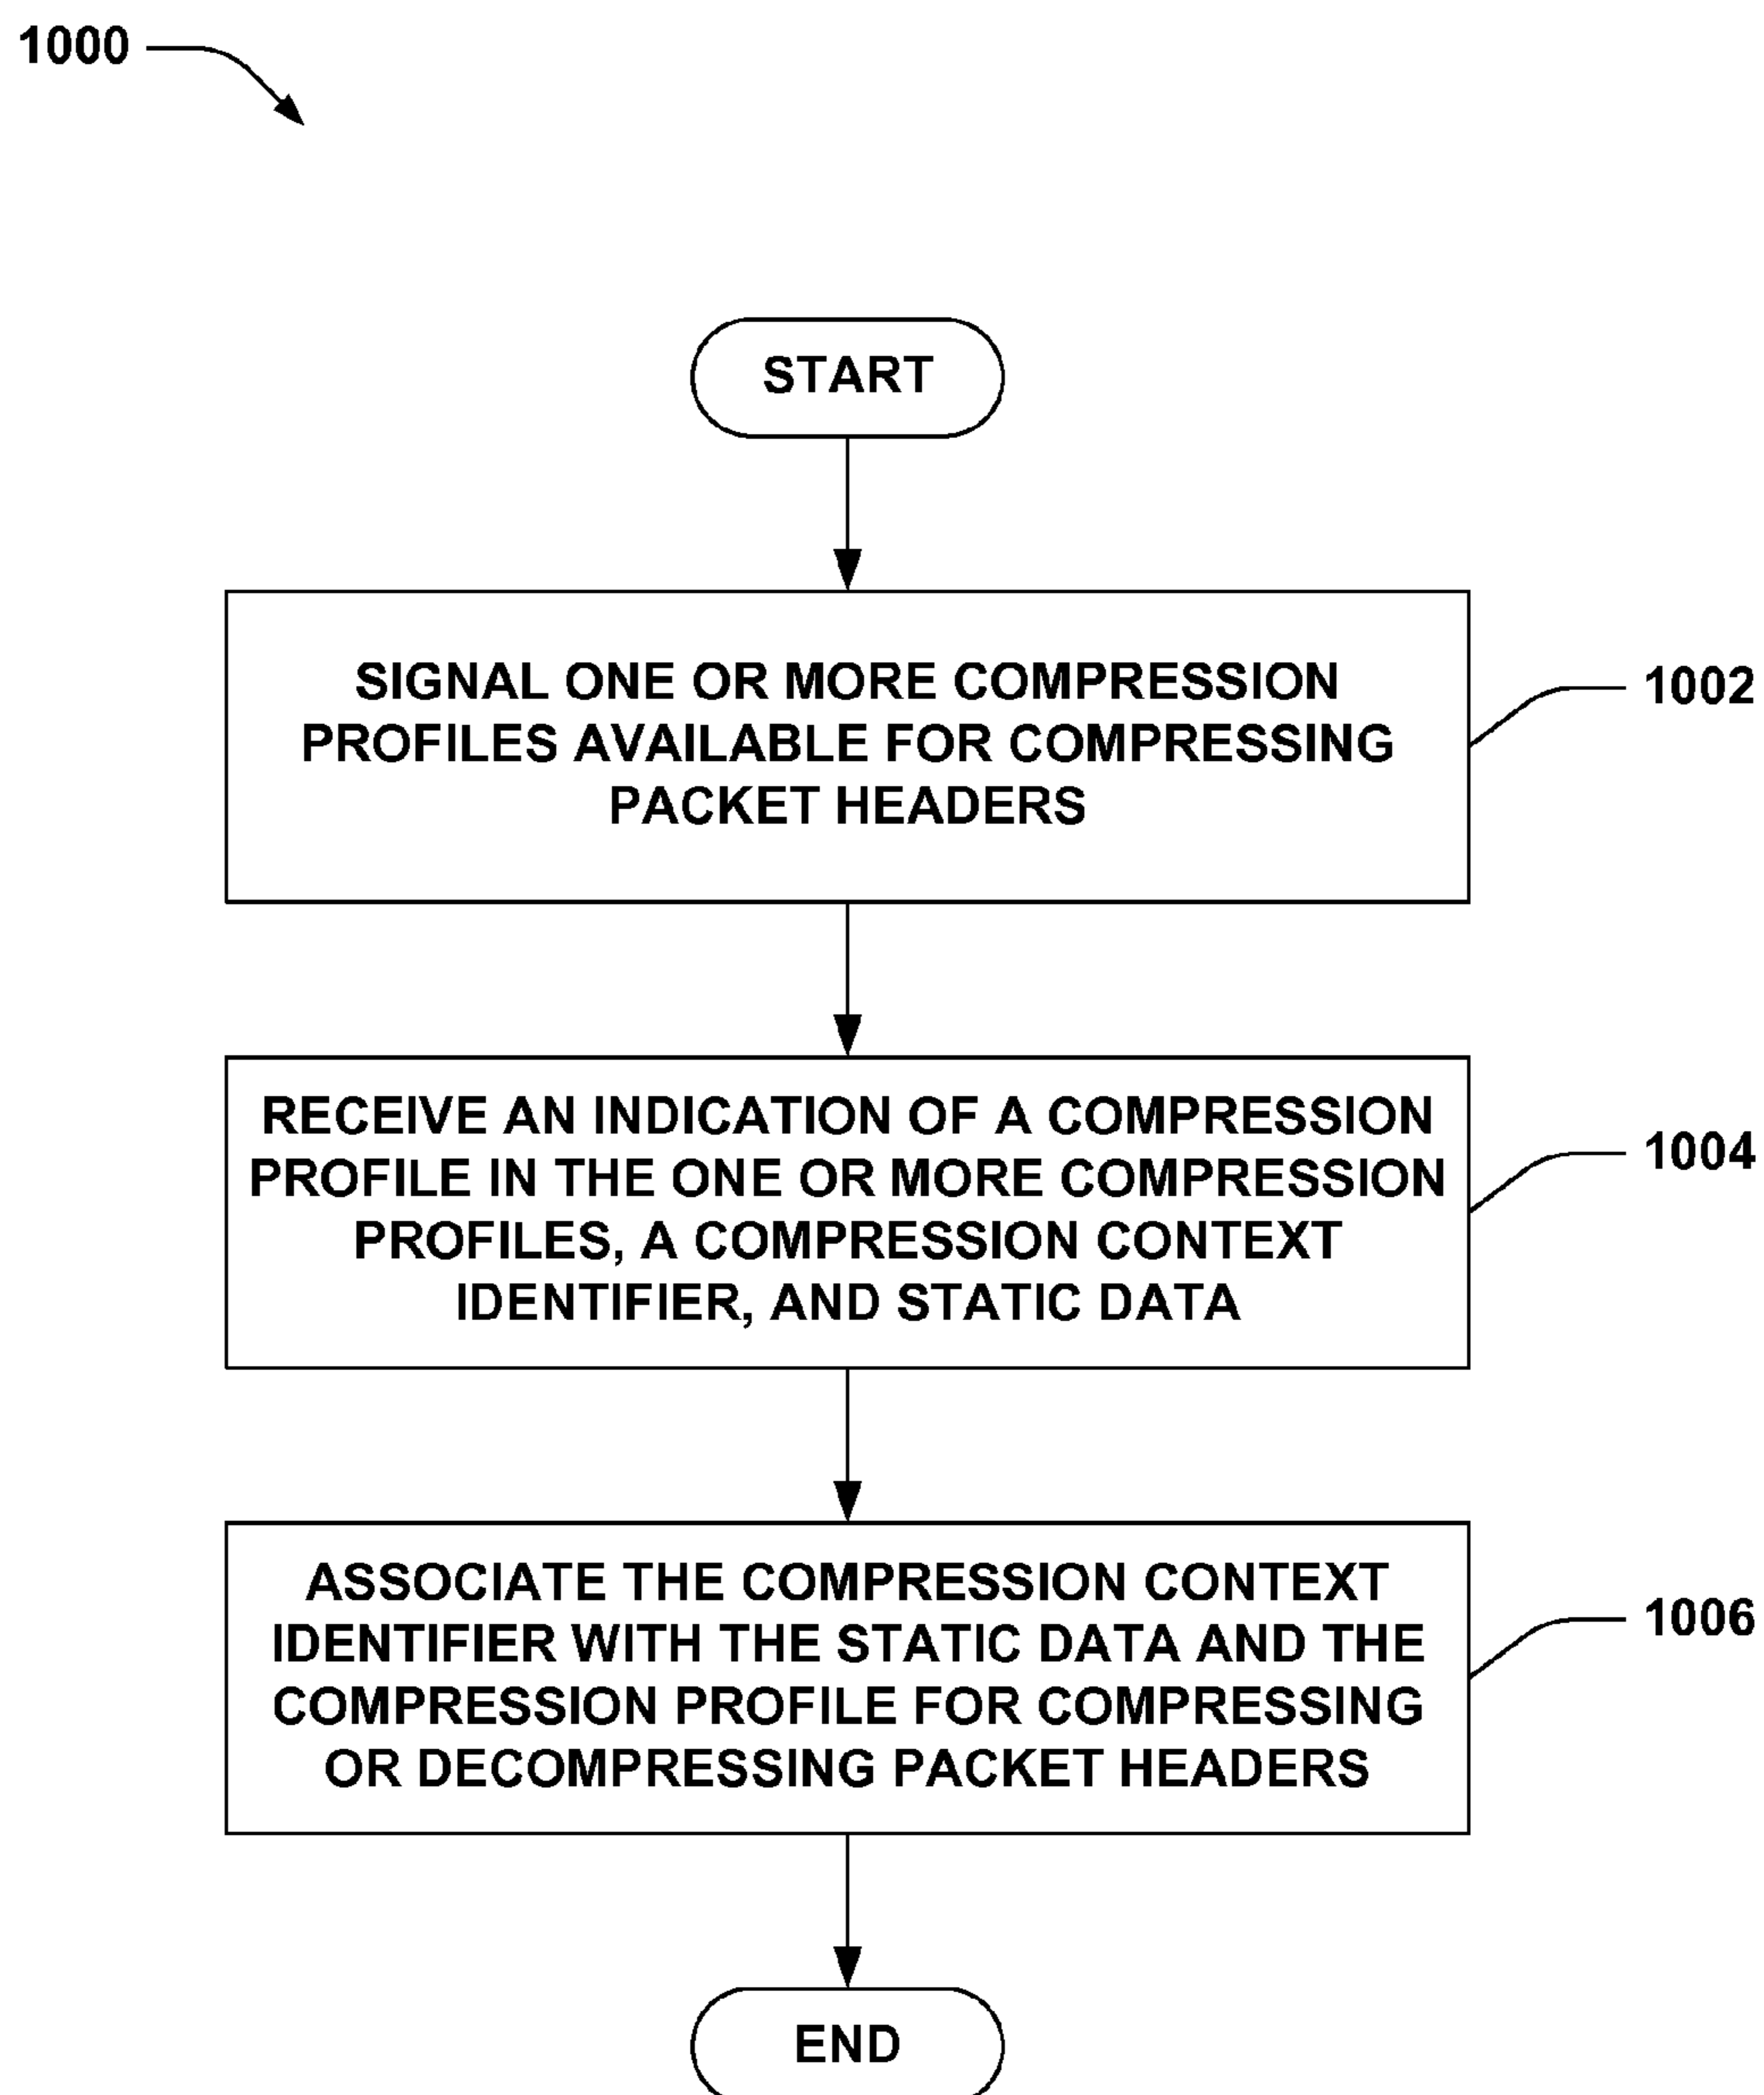 1000
START
SIGNAL ONE OR MORE COMPRESSION
PROFILES AVAILABLE FOR COMPRESSING
PACKET HEADERS
1002
RECEIVE AN INDICATION OF A COMPRESSION
PROFILE IN THE ONE OR MORE COMPRESSION
PROFILES, A COMPRESSION CONTEXT
IDENTIFIER, AND STATIC DATA
1004
ASSOCIATE THE COMPRESSION CONTEXT
IDENTIFIER WITH THE STATIC DATA AND THE
COMPRESSION PROFILE FOR COMPRESSING
OR DECOMPRESSING PACKET HEADERS
1006
END